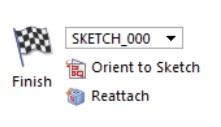 SKETCH_000
Orient to Sketch
Finish
Reattach